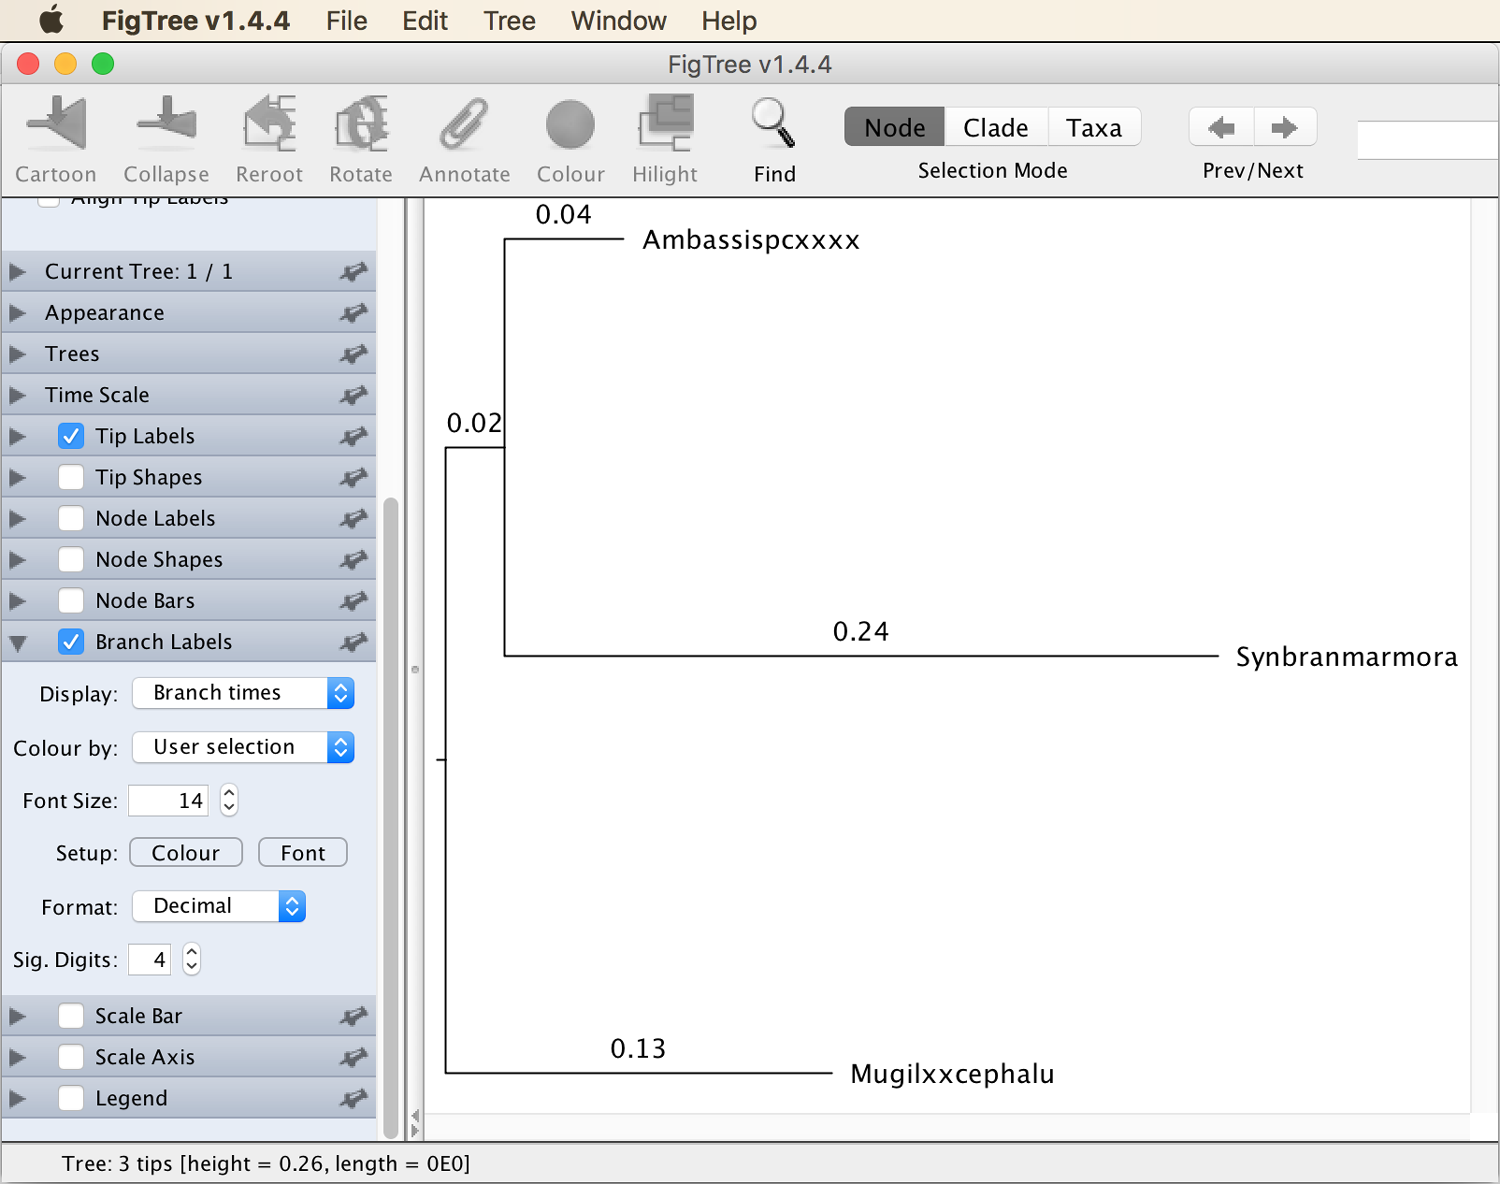 FigTree v1.4.4 File Edit Tree Window Help
FigTree v1.4.4
Cartoon Collapse Reroot Rotate Annotate Colour Hilight Find
Node Clade Taxa
Selection Mode
Prev/Next
Align Tip Labels
Current Tree: 1 / 1
Appearance
Trees
Time Scale
Tip Labels
Tip Shapes
Node Labels
Node Shapes
Node Bars
Branch Labels
Display: Branch times
Colour by: User selection
Font Size: 14
Setup: Colour Font
Format: Decimal
Sig. Digits: 4
Scale Bar
Scale Axis
Legend
0.04
Ambassispcxxxx
0.02
0.24
Synbranmarmora
0.13
Mugilxxcephalu
Tree: 3 tips [height = 0.26, length = 0E0]